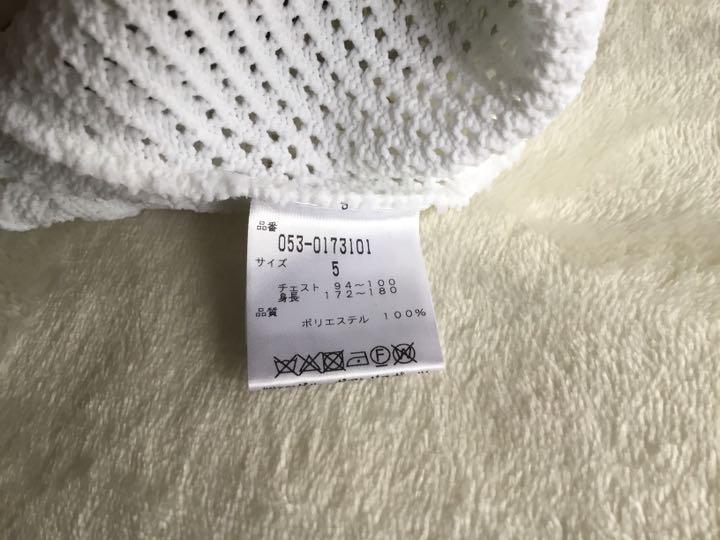 5
品番
053-0173101
サイズ
5
チェスト 94~100
身長 172~180
品質
ポリエステル 100%
F W